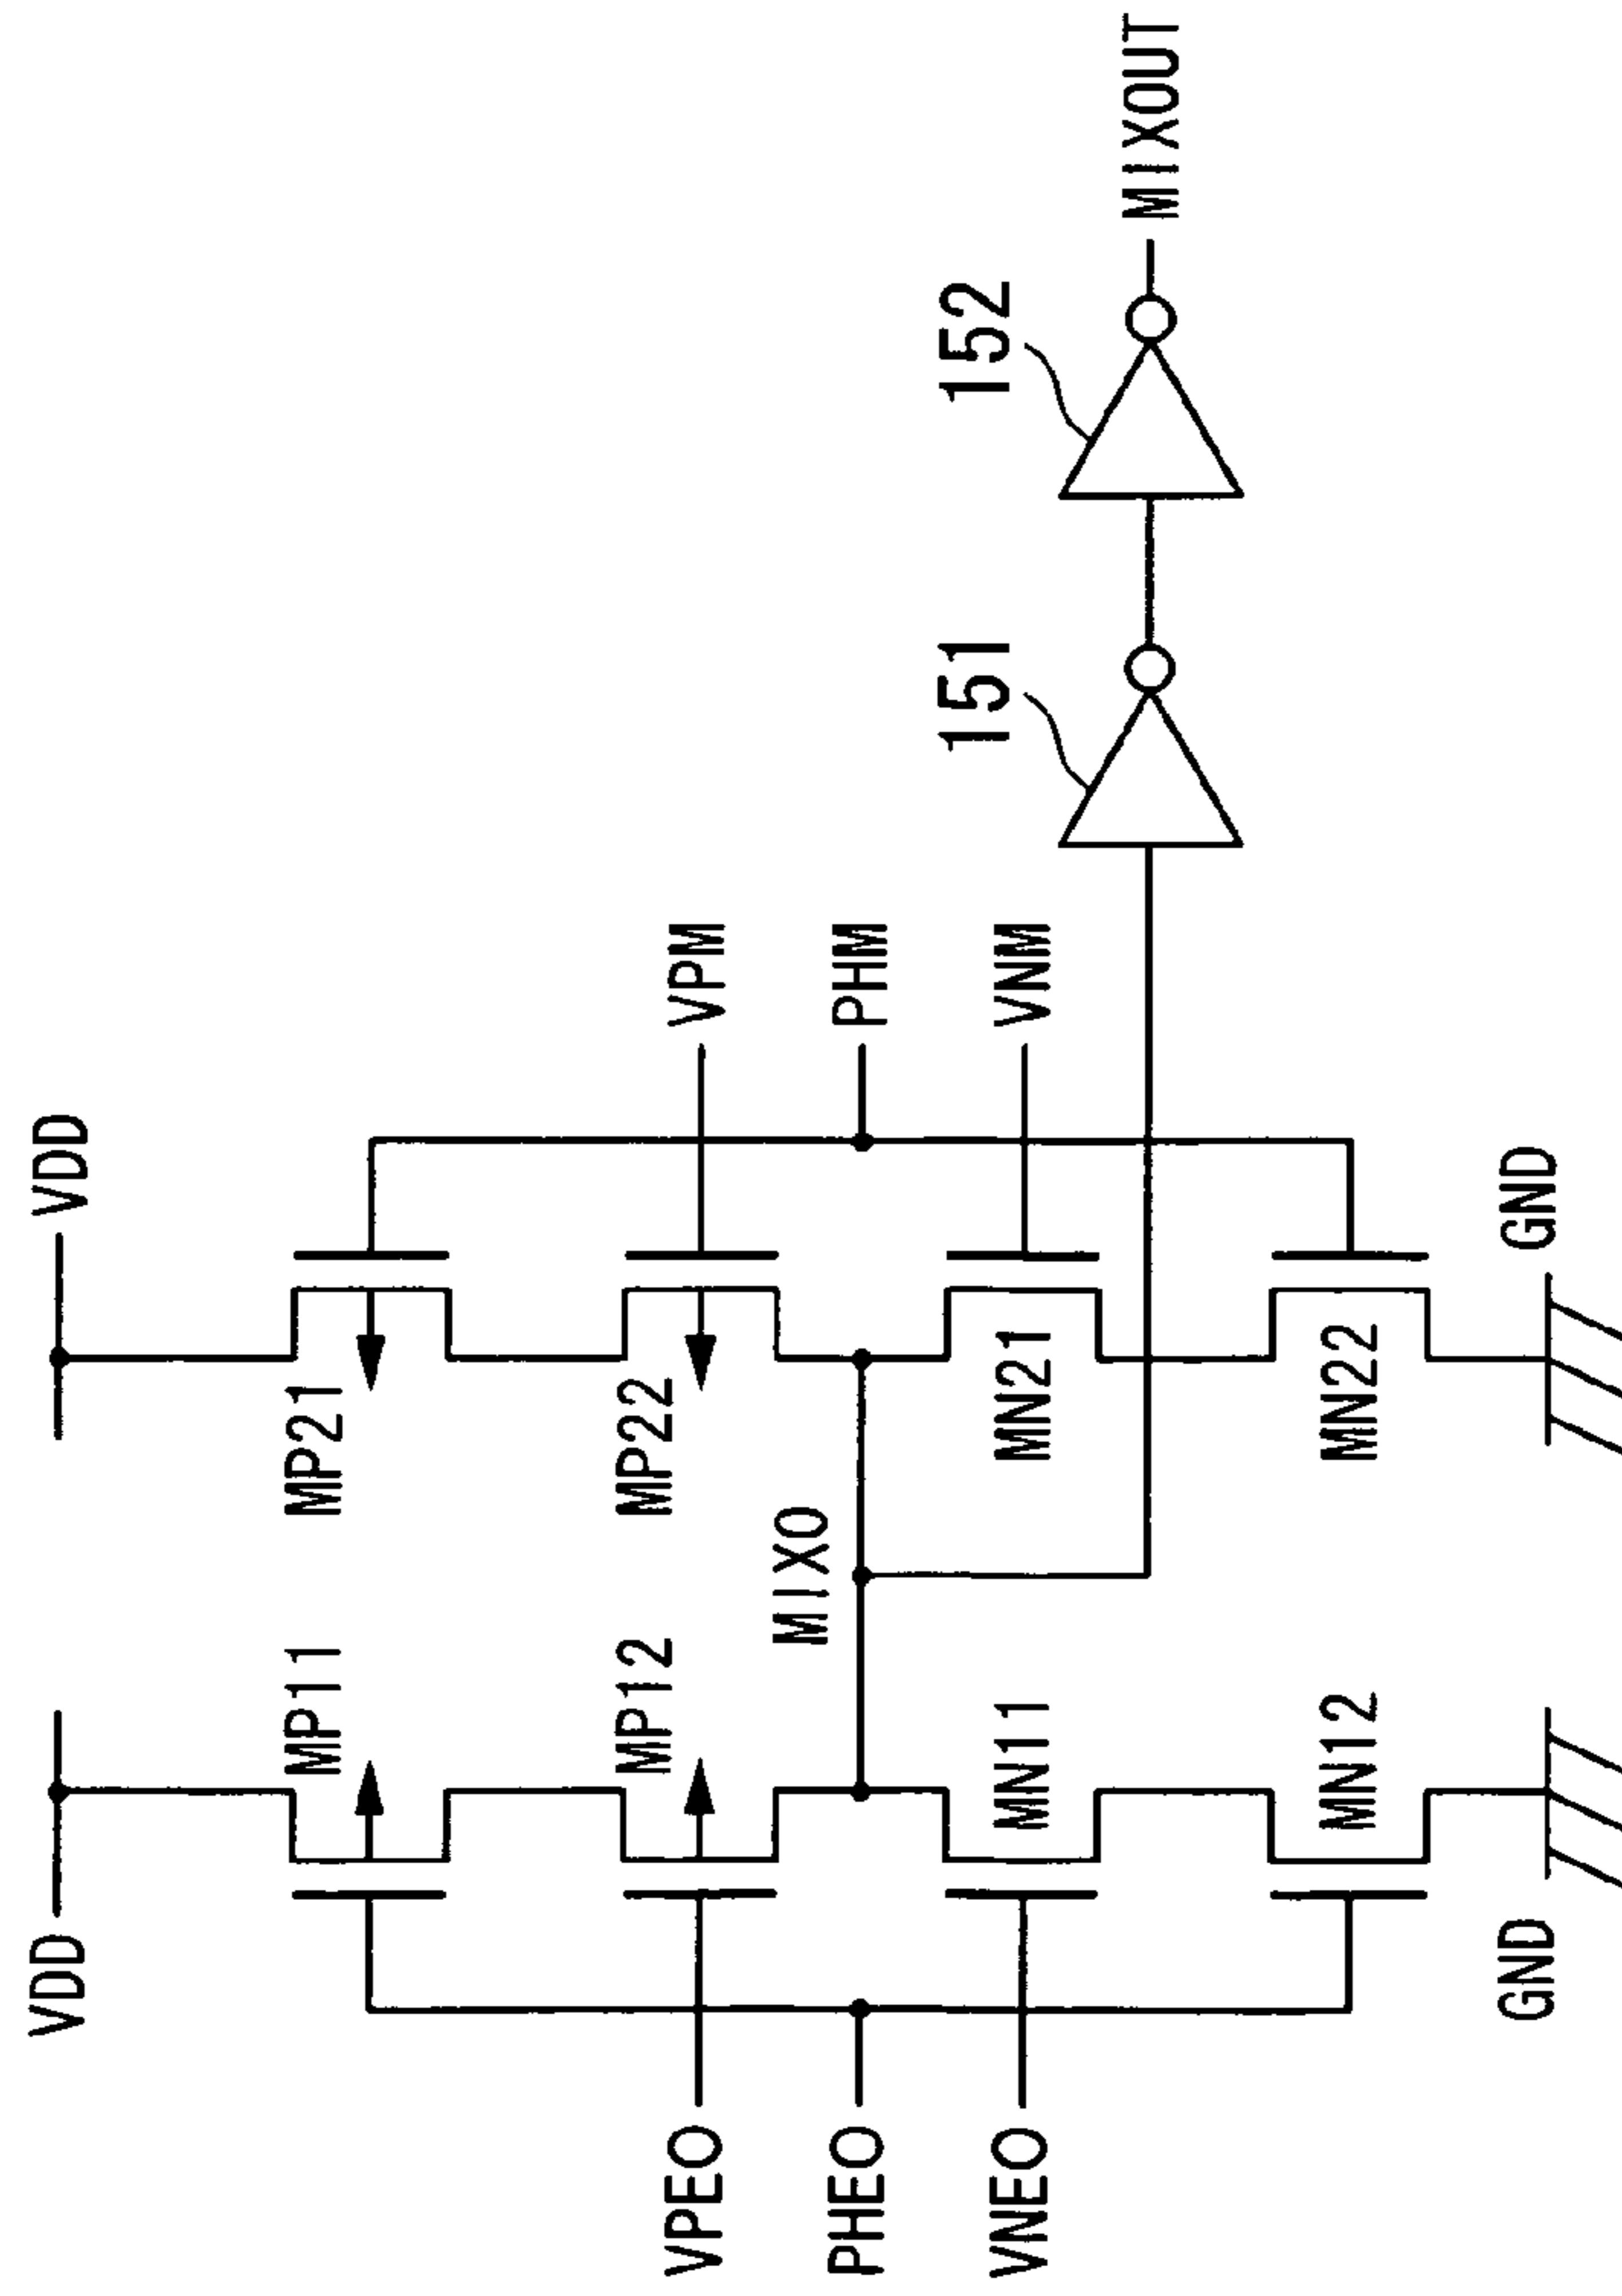 VDD
VDD
MP11
MP21
VPEO
MP12
MP22
VPM
MIXO
PHEO
PHM
VNEO
MN11
MN21
VNM
151
152
MIXOUT
MN12
MN22
GND
GND